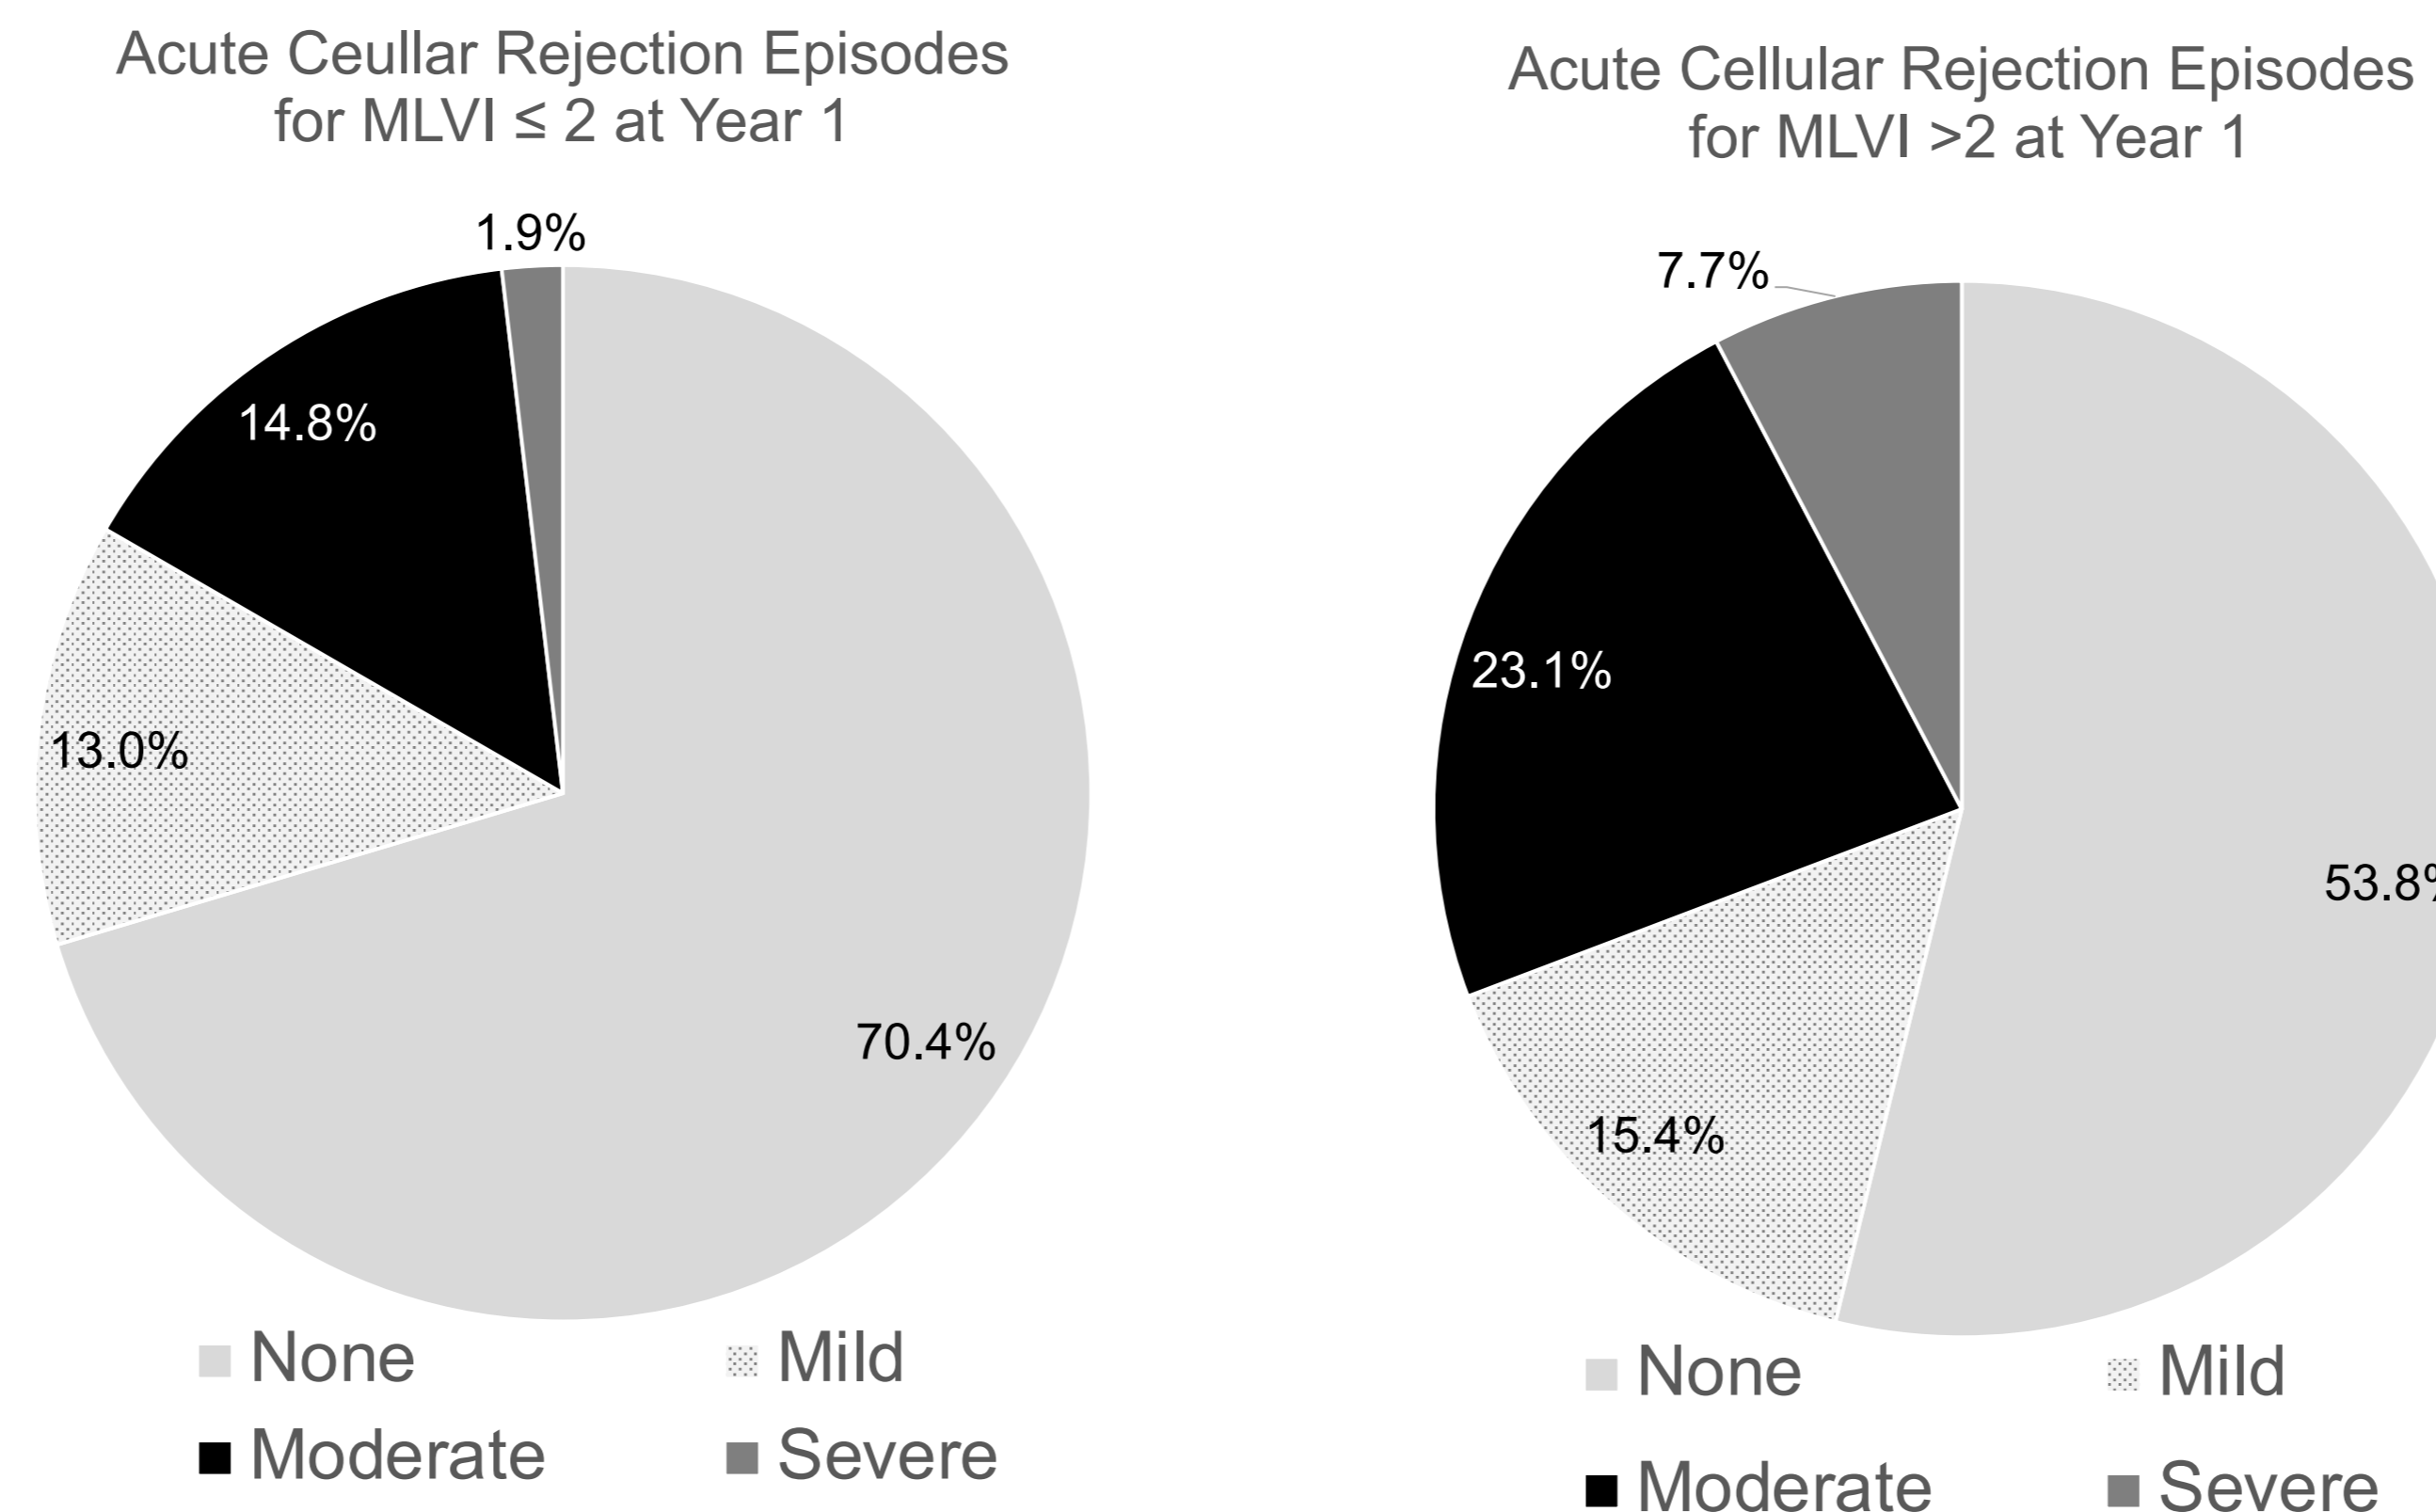 Acute Ceullar Rejection Episodes
for MLVI ≤ 2 at Year 1
1.9%
14.8%
13.0%
70.4%
None
Mild
Moderate
Severe
Acute Cellular Rejection Episodes
for MLVI >2 at Year 1
7.7%
23.1%
53.8%
15.4%
None
Mild
Moderate
Severe